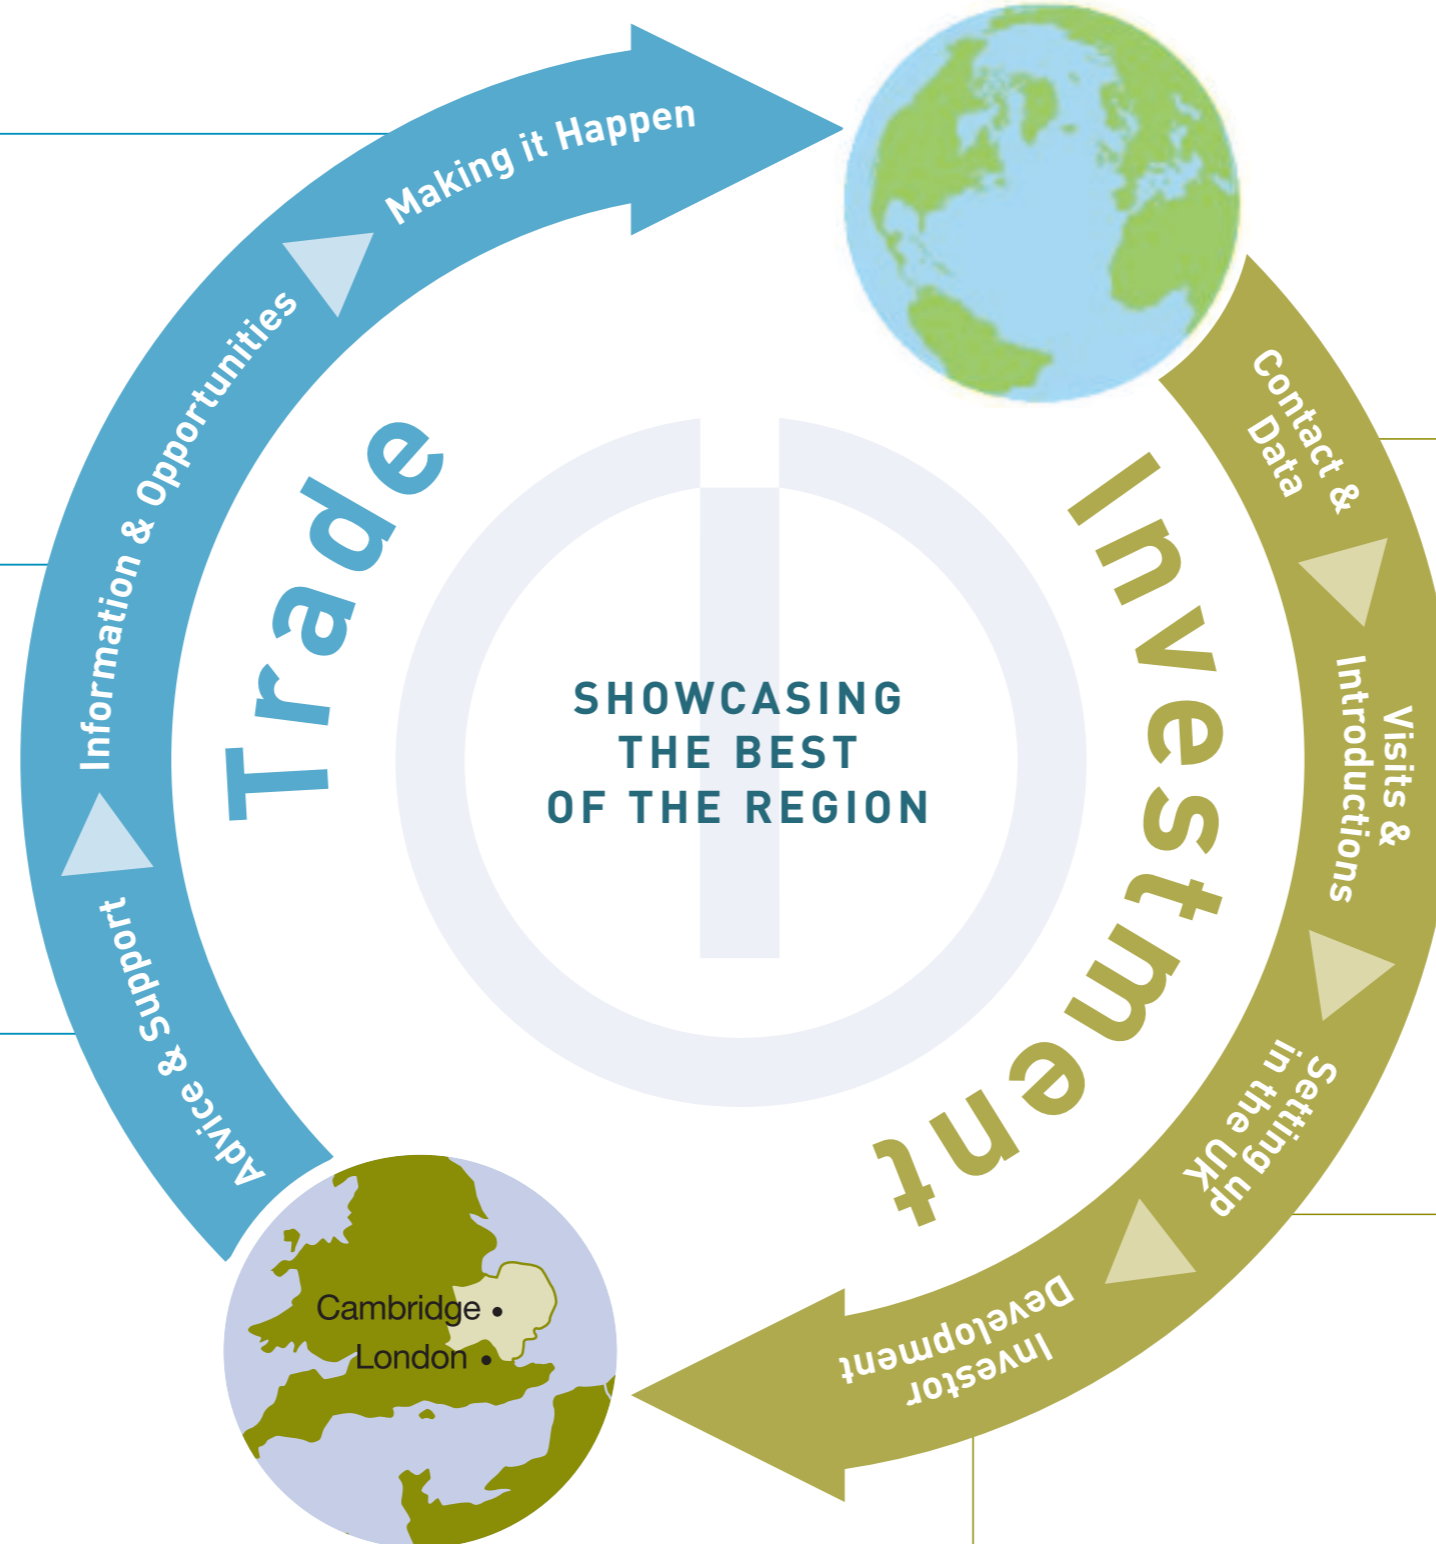 Making it Happen
Information & Opportunities
Advice & Support
Trade
SHOWCASING
THE BEST
OF THE REGION
Investment
Contact &
Data
Visits &
Introductions
Setting up
in the UK
Investor
Development
Cambridge
London